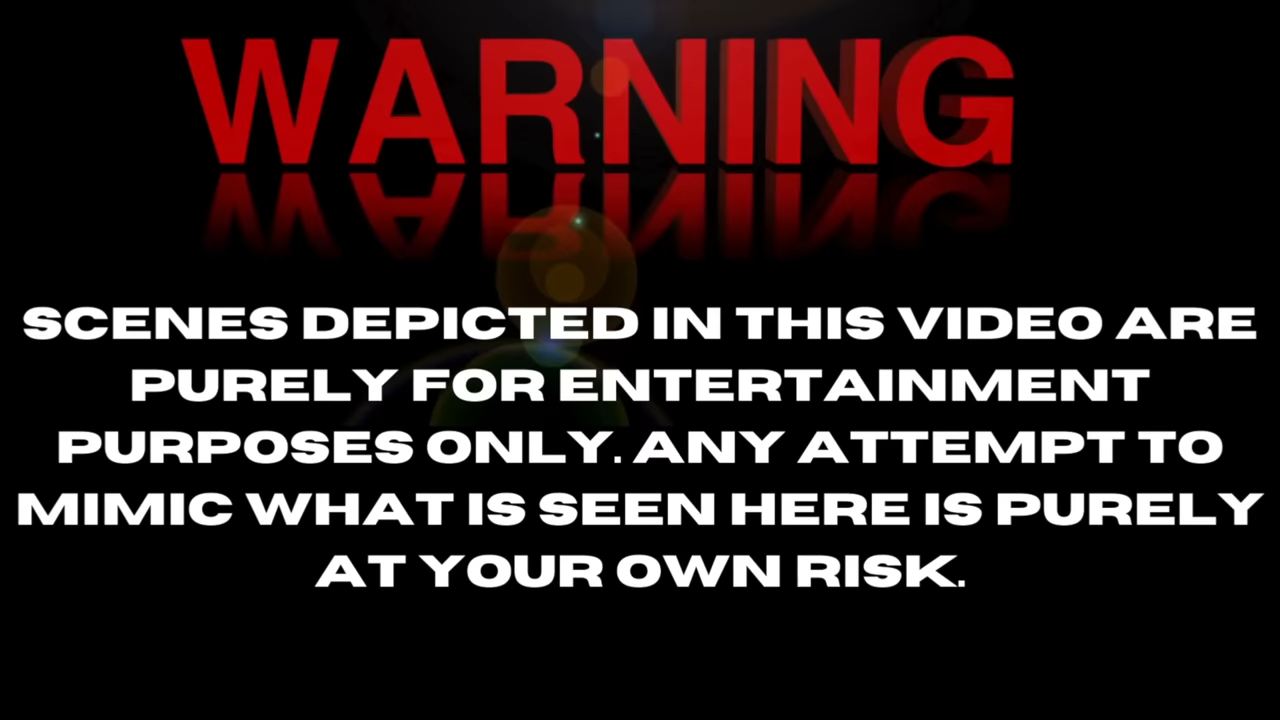 WARNING
SCENES DEPICTED IN THIS VIDEO ARE
PURELY FOR ENTERTAINMENT
PURPOSES ONLY. ANY ATTEMPT TO
MIMIC WHAT IS SEEN HERE IS PURELY
AT YOUR OWN RISK.